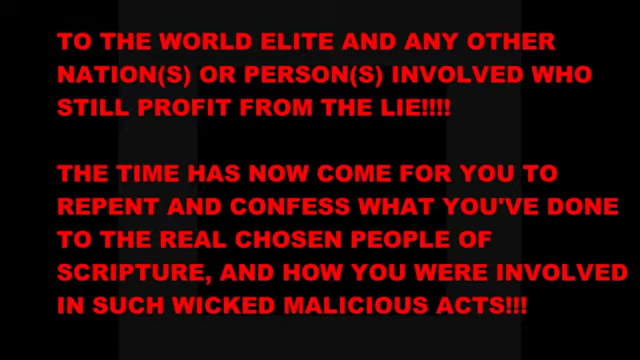 TO THE WORLD ELITE AND ANY OTHER
NATION(S) OR PERSON(S) INVOLVED WHO
STILL PROFIT FROM THE LIE!!!!
THE TIME HAS NOW COME FOR YOU TO
REPENT AND CONFESS WHAT YOU'VE DONE
TO THE REAL CHOSEN PEOPLE OF
SCRIPTURE, AND HOW YOU WERE INVOLVED
IN SUCH WICKED MALICIOUS ACTS!!!